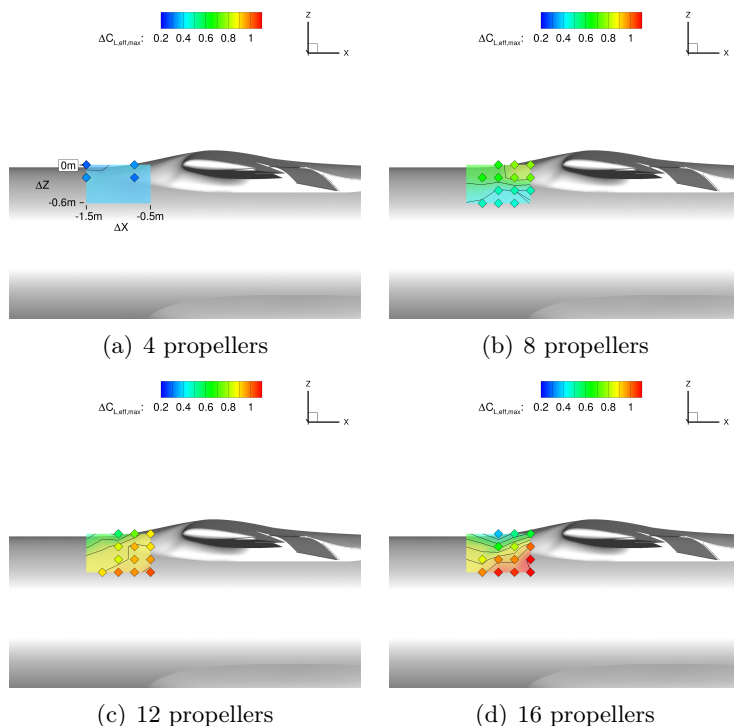 ΔC_L,eff,max: 0.2 0.4 0.6 0.8 1
Z
X
0m
ΔZ
-0.6m
-1.5m -0.5m
ΔX
(a) 4 propellers
ΔC_L,eff,max: 0.2 0.4 0.6 0.8 1
Z
X
(b) 8 propellers
ΔC_L,eff,max: 0.2 0.4 0.6 0.8 1
Z
X
(c) 12 propellers
ΔC_L,eff,max: 0.2 0.4 0.6 0.8 1
Z
X
(d) 16 propellers